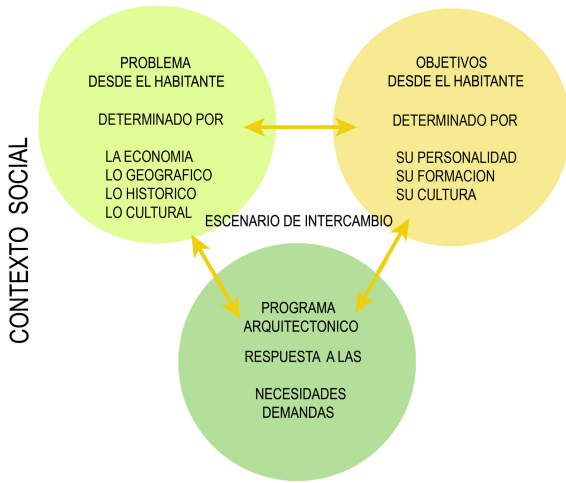 CONTEXTO SOCIAL
PROBLEMA
DESDE EL HABITANTE
DETERMINADO POR
LA ECONOMIA
LO GEOGRAFICO
LO HISTORICO
LO CULTURAL
OBJETIVOS
DESDE EL HABITANTE
DETERMINADO POR
SU PERSONALIDAD
SU FORMACION
SU CULTURA
ESCENARIO DE INTERCAMBIO
PROGRAMA
ARQUITECTONICO
RESPUESTA A LAS
NECESIDADES
DEMANDAS